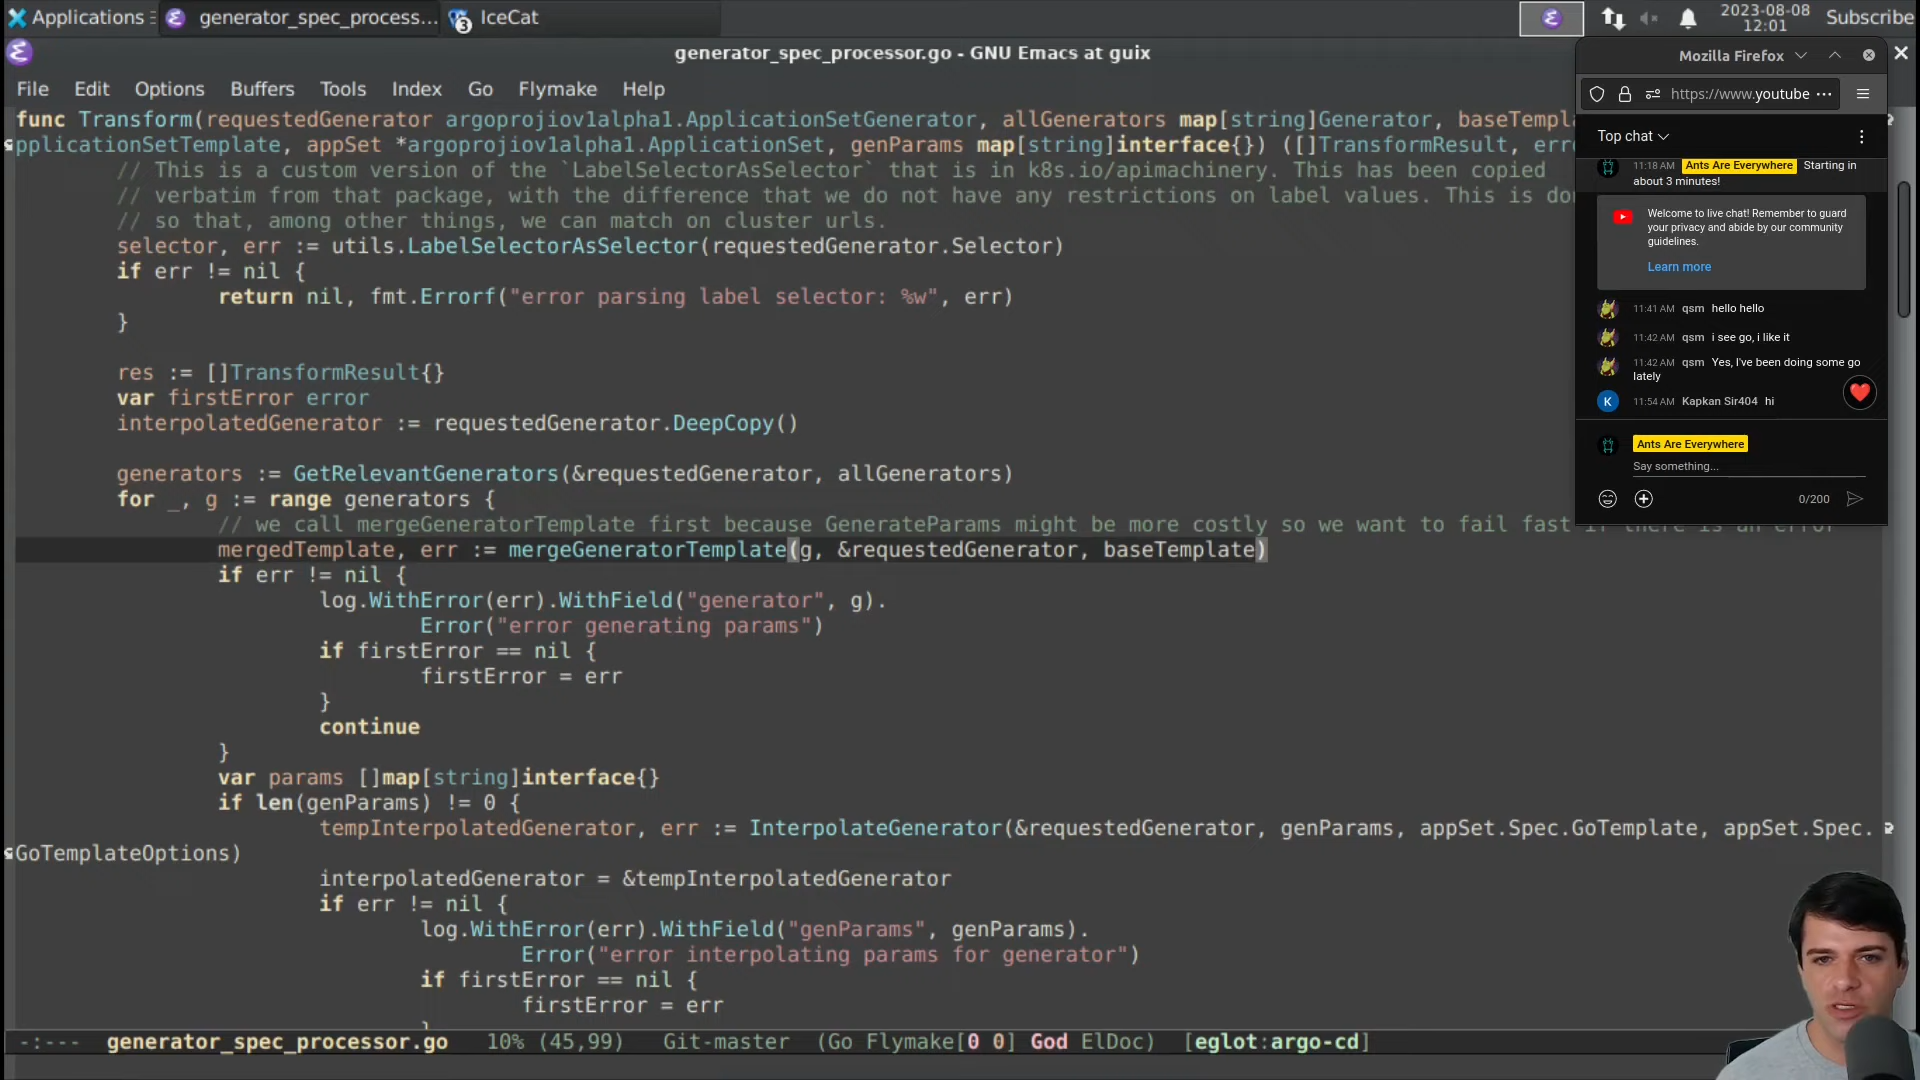 Applications
generator_spec_process...
IceCat
3
2023-08-08
12:01
Subscribe
generator_spec_processor.go - GNU Emacs at guix
File Edit Options Buffers Tools Index Go Flymake Help
func Transform(requestedGenerator argoprojiov1alpha1.ApplicationSetGenerator, allGenerators map[string]Generator, baseTempl
pplicationSetTemplate, appSet *argoprojiov1alpha1.ApplicationSet, genParams map[string]interface{}) ([]TransformResult, err
// This is a custom version of the `LabelSelectorAsSelector` that is in k8s.io/apimachinery. This has been copied
// verbatim from that package, with the difference that we do not have any restrictions on label values. This is do
// so that, among other things, we can match on cluster urls.
selector, err := utils.LabelSelectorAsSelector(requestedGenerator.Selector)
if err != nil {
return nil, fmt.Errorf("error parsing label selector: %w", err)
}
res := []TransformResult{}
var firstError error
interpolatedGenerator := requestedGenerator.DeepCopy()
generators := GetRelevantGenerators(&requestedGenerator, allGenerators)
for _, g := range generators {
// we call mergeGeneratorTemplate first because GenerateParams might be more costly so we want to fail fast if there is an error
mergedTemplate, err := mergeGeneratorTemplate(g, &requestedGenerator, baseTemplate)
if err != nil {
log.WithError(err).WithField("generator", g).
Error("error generating params")
if firstError == nil {
firstError = err
}
continue
}
var params []map[string]interface{}
if len(genParams) != 0 {
tempInterpolatedGenerator, err := InterpolateGenerator(&requestedGenerator, genParams, appSet.Spec.GoTemplate, appSet.Spec.
GoTemplateOptions)
interpolatedGenerator = &tempInterpolatedGenerator
if err != nil {
log.WithError(err).WithField("genParams", genParams).
Error("error interpolating params for generator")
if firstError == nil {
firstError = err
-:--- generator_spec_processor.go 10% (45,99) Git-master (Go Flymake[0 0] God ElDoc) [eglot:argo-cd]
Mozilla Firefox
https://www.youtube
Top chat
11:18 AM Ants Are Everywhere Starting in
about 3 minutes!
Welcome to live chat! Remember to guard
your privacy and abide by our community
guidelines.
Learn more
11:41 AM qsm hello hello
11:42 AM qsm i see go, i like it
11:42 AM qsm Yes, I've been doing some go
lately
K 11:54 AM Kapkan Sir404 hi
Ants Are Everywhere
Say something...
0/200